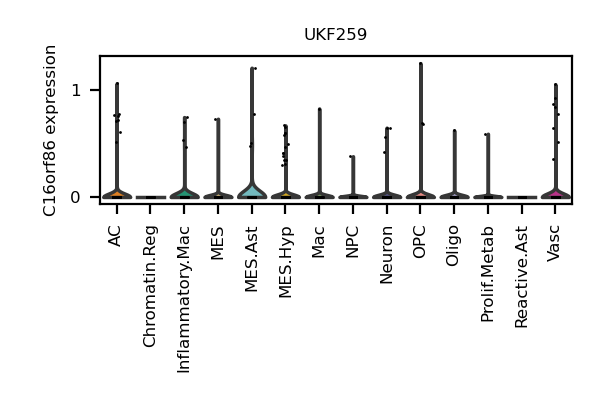 UKF259
C16orf86 expression
1
0
AC
Chromatin.Reg
Inflammatory.Mac
MES
MES.Ast
MES.Hyp
Mac
NPC
Neuron
OPC
Oligo
Prolif.Metab
Reactive.Ast
Vasc